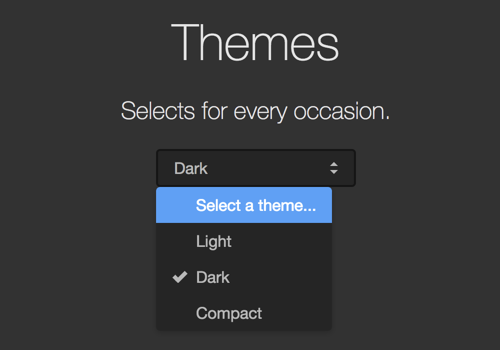 Themes
Selects for every occasion.
Dark
Select a theme...
Light
Dark
Compact